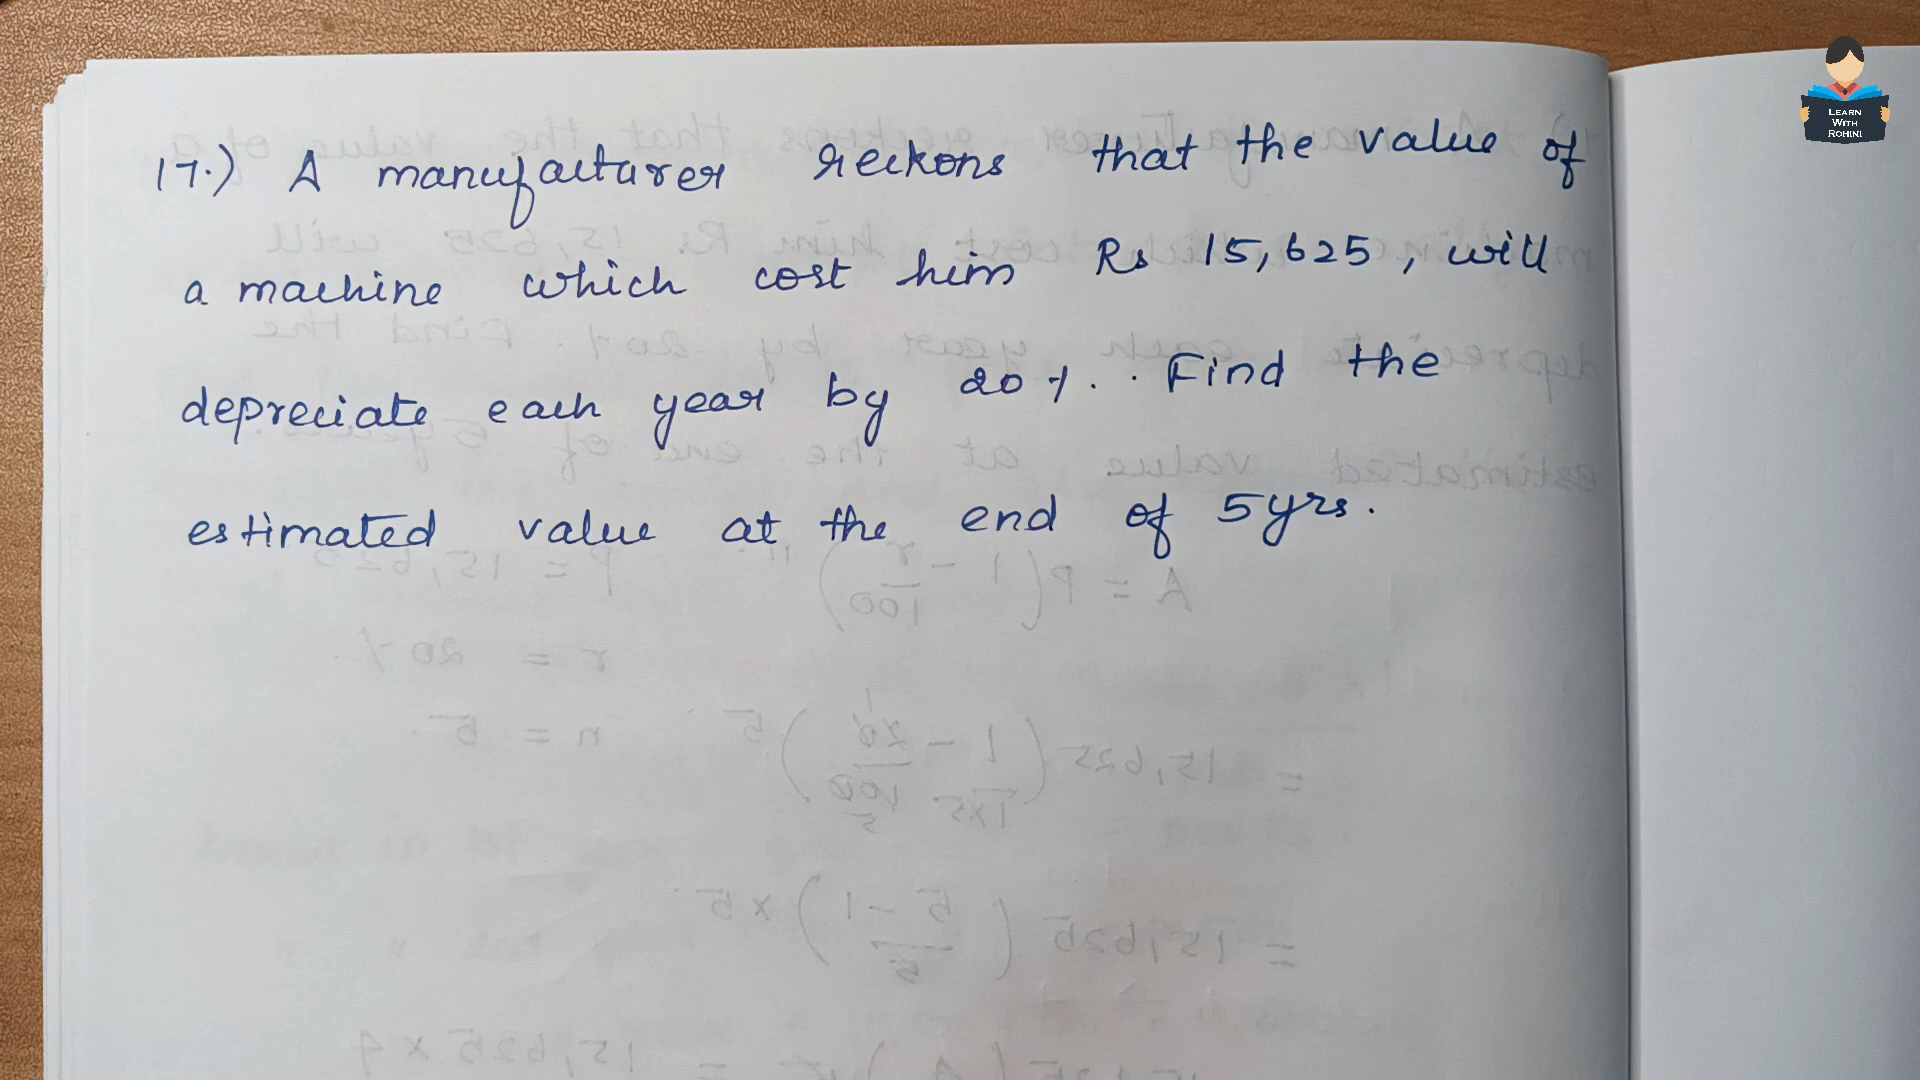 17.) A manufacturer reckons that the value of
a machine which cost him Rs 15,625, will
depreciate each year by 20%. Find the
estimated value at the end of 5yrs.
LEARN
WITH
ROHINI